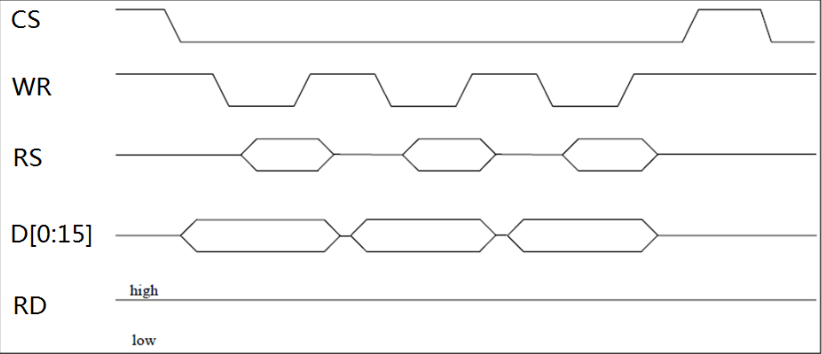 CS
WR
RS
D[0:15]
high
RD
low